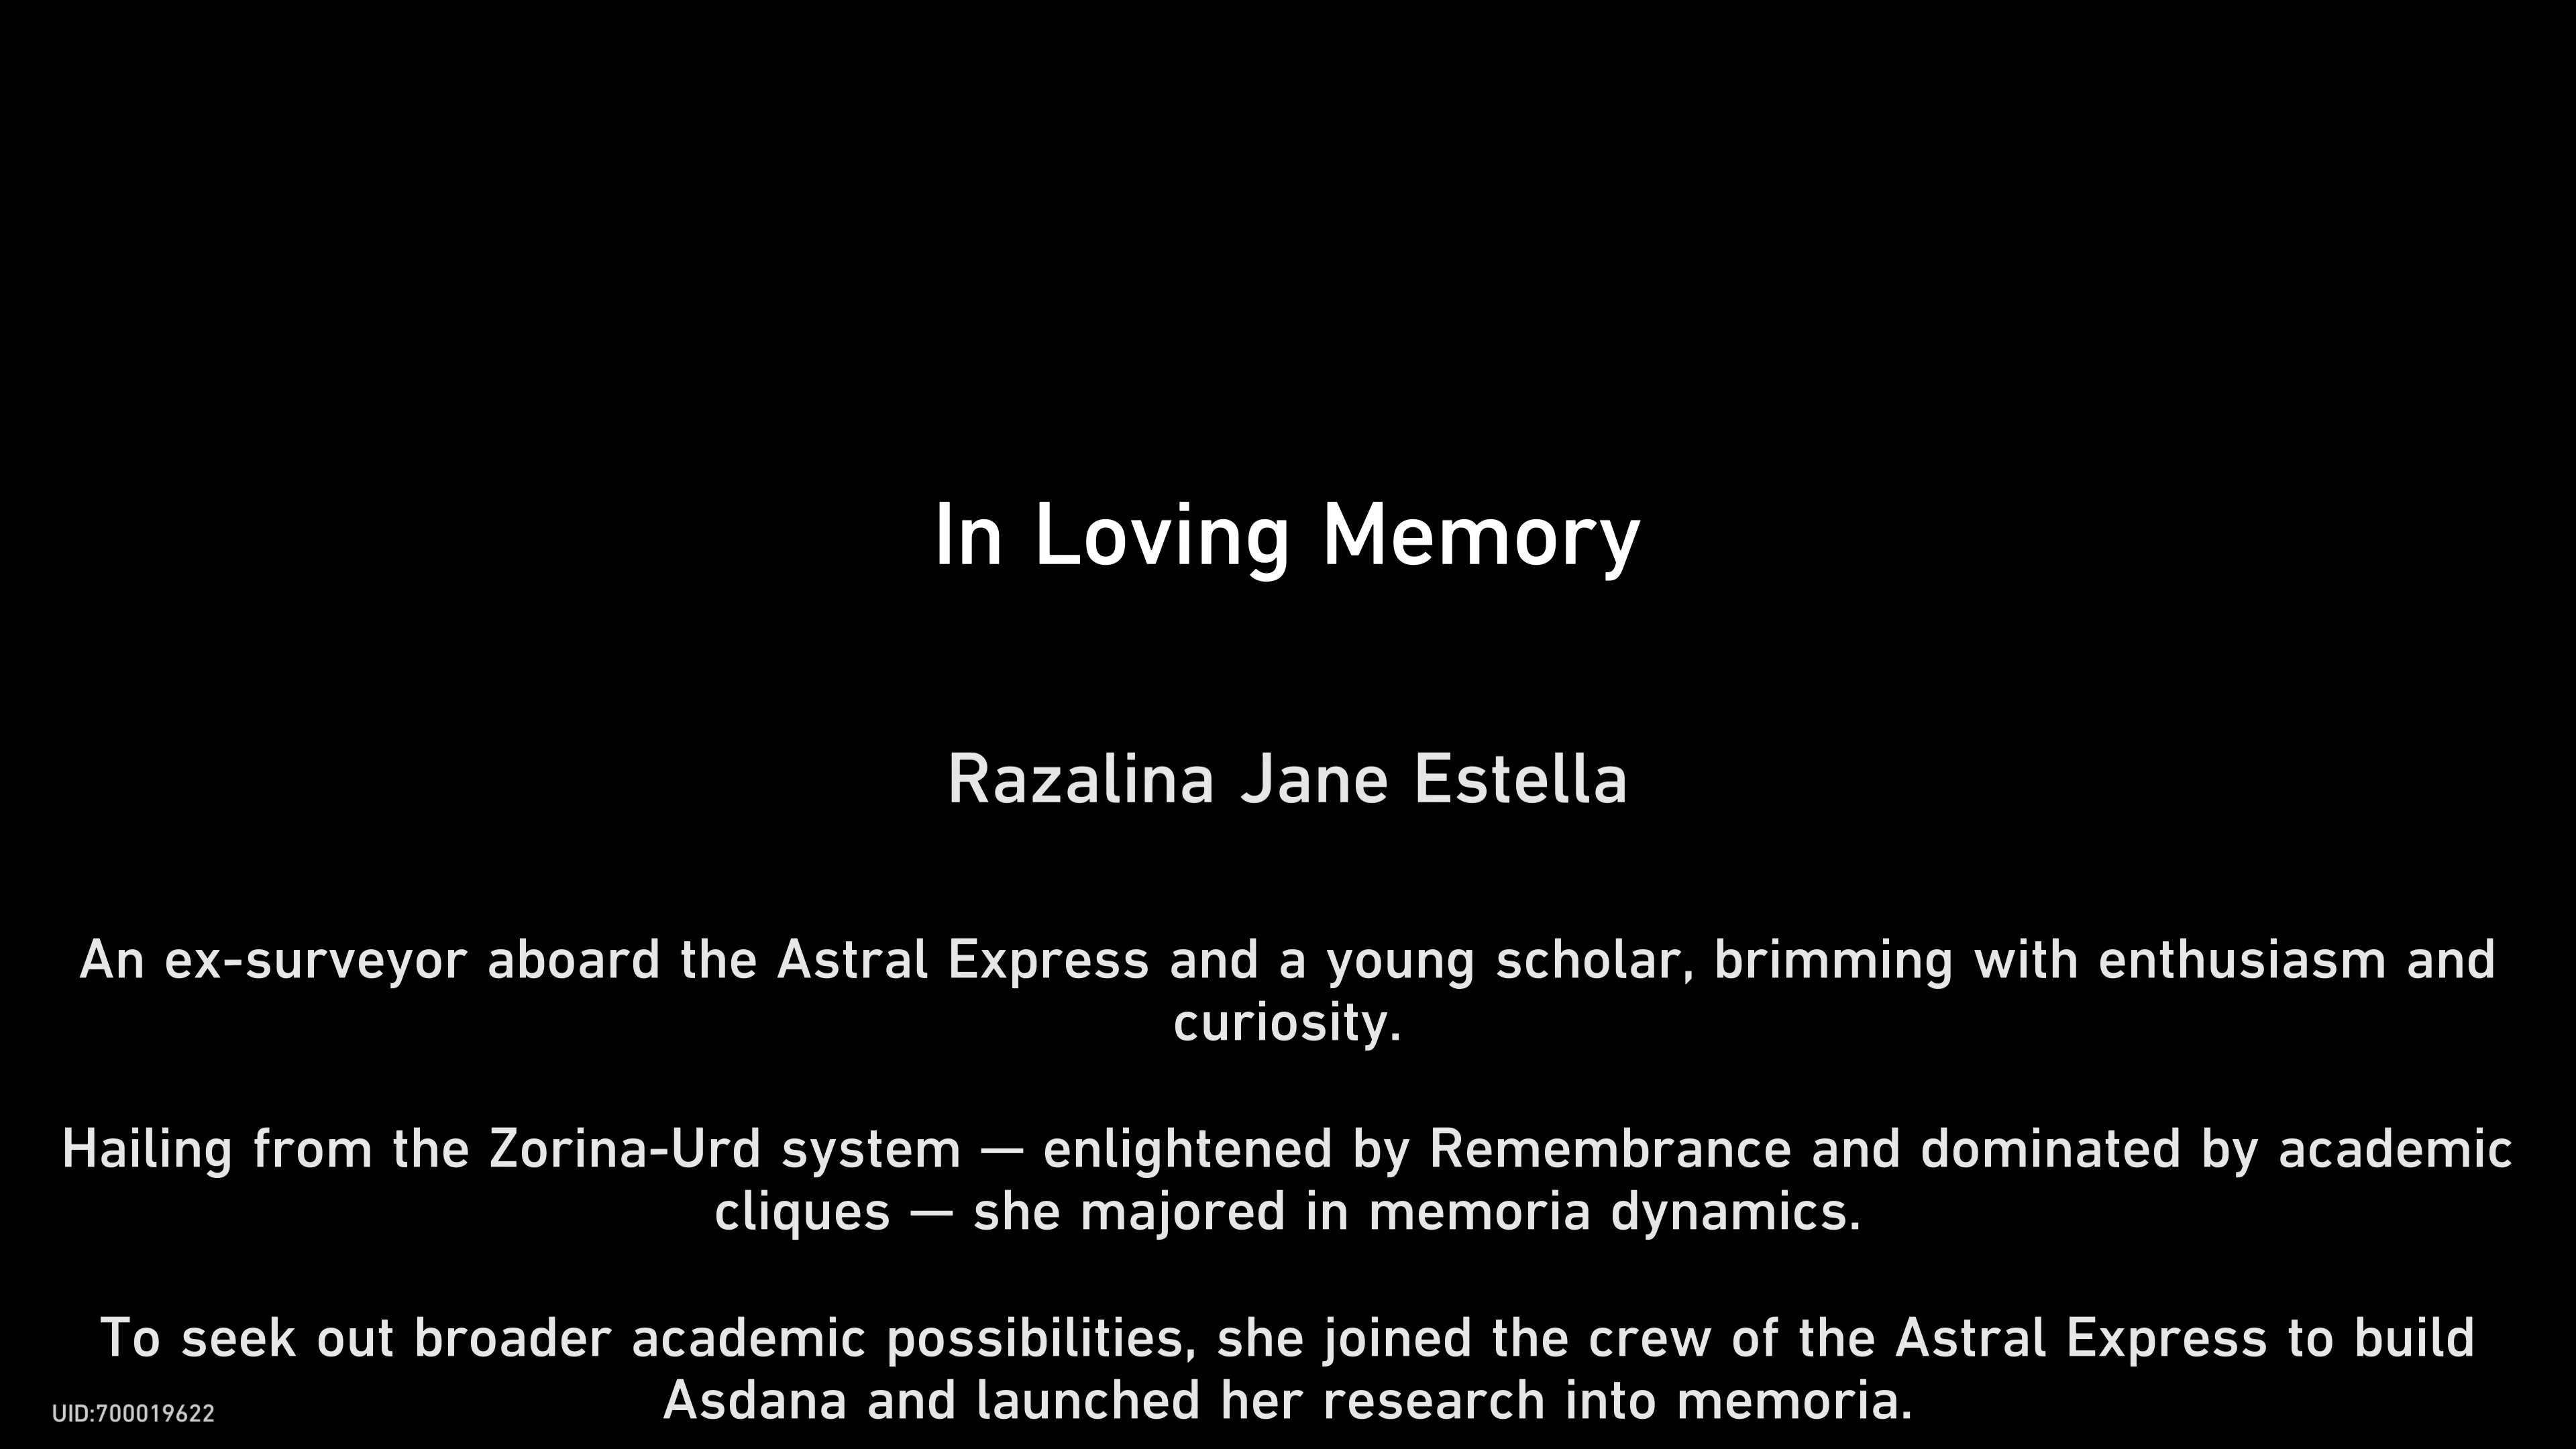 In Loving Memory
Razalina Jane Estella
An ex-surveyor aboard the Astral Express and a young scholar, brimming with enthusiasm and
curiosity.
Hailing from the Zorina-Urd system — enlightened by Remembrance and dominated by academic
cliques — she majored in memoria dynamics.
To seek out broader academic possibilities, she joined the crew of the Astral Express to build
Asdana and launched her research into memoria.
UID:700019622